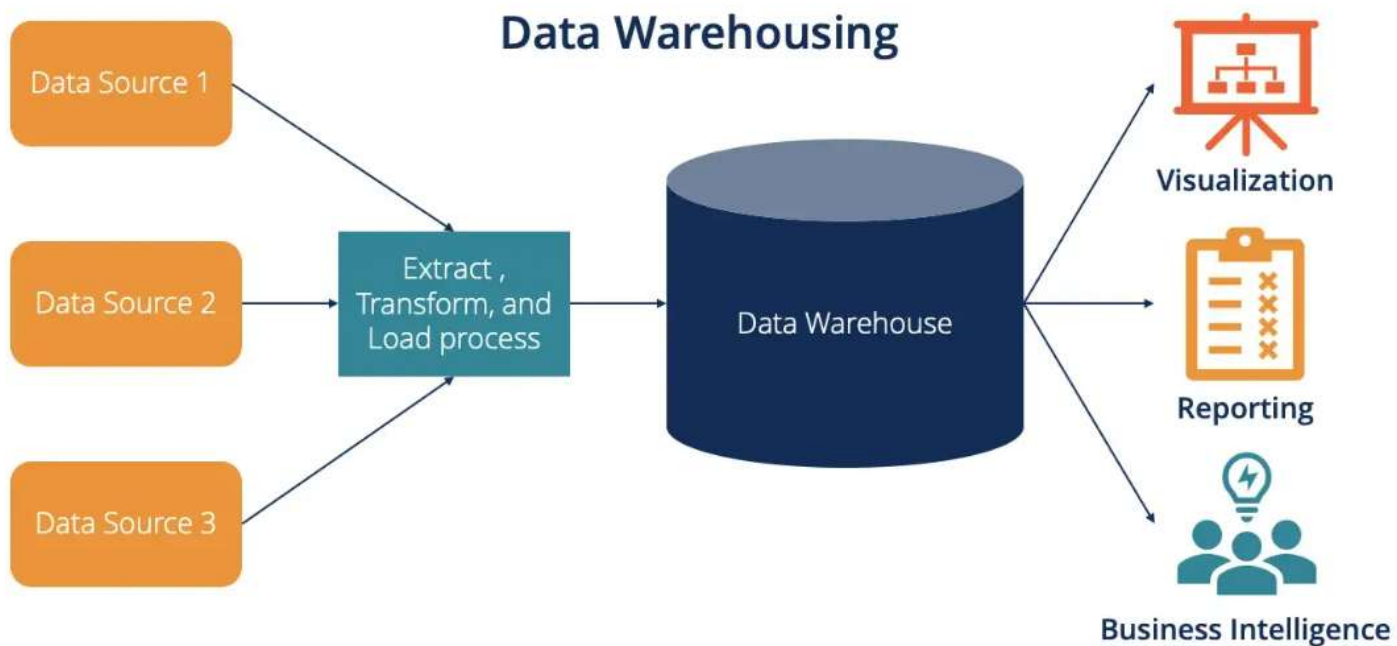 Data Warehousing
Data Source 1
Data Source 2
Data Source 3
Extract ,
Transform, and
Load process
Data Warehouse
Visualization
Reporting
Business Intelligence